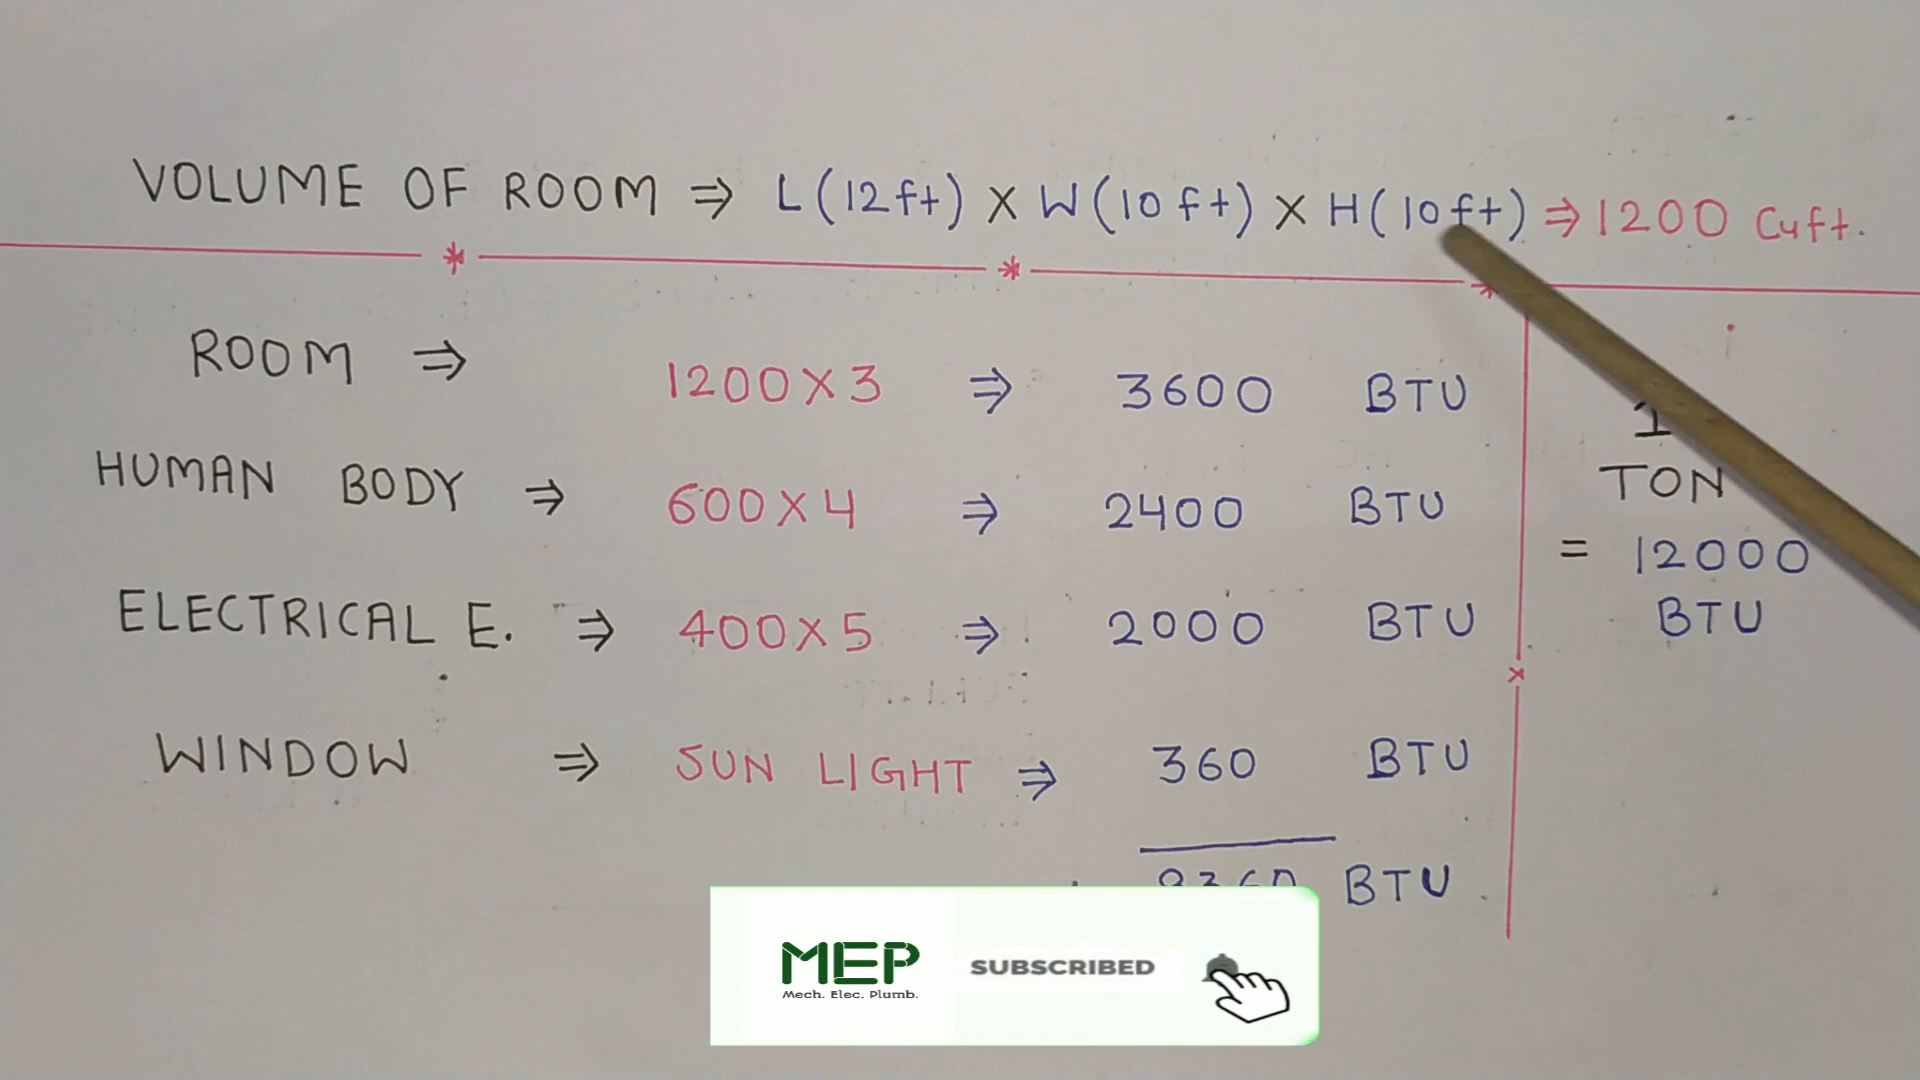 VOLUME OF ROOM ⇒ L(12ft) X W(10ft) X H(10ft) ⇒ 1200 Cuft.
ROOM ⇒ 1200X3 ⇒ 3600 BTU
HUMAN BODY ⇒ 600X4 ⇒ 2400 BTU
ELECTRICAL E. ⇒ 400X5 ⇒ 2000 BTU
WINDOW ⇒ SUN LIGHT ⇒ 360 BTU
BTU
1
TON
= 12000
BTU
MEP
Mech. Elec. Plumb.
SUBSCRIBED